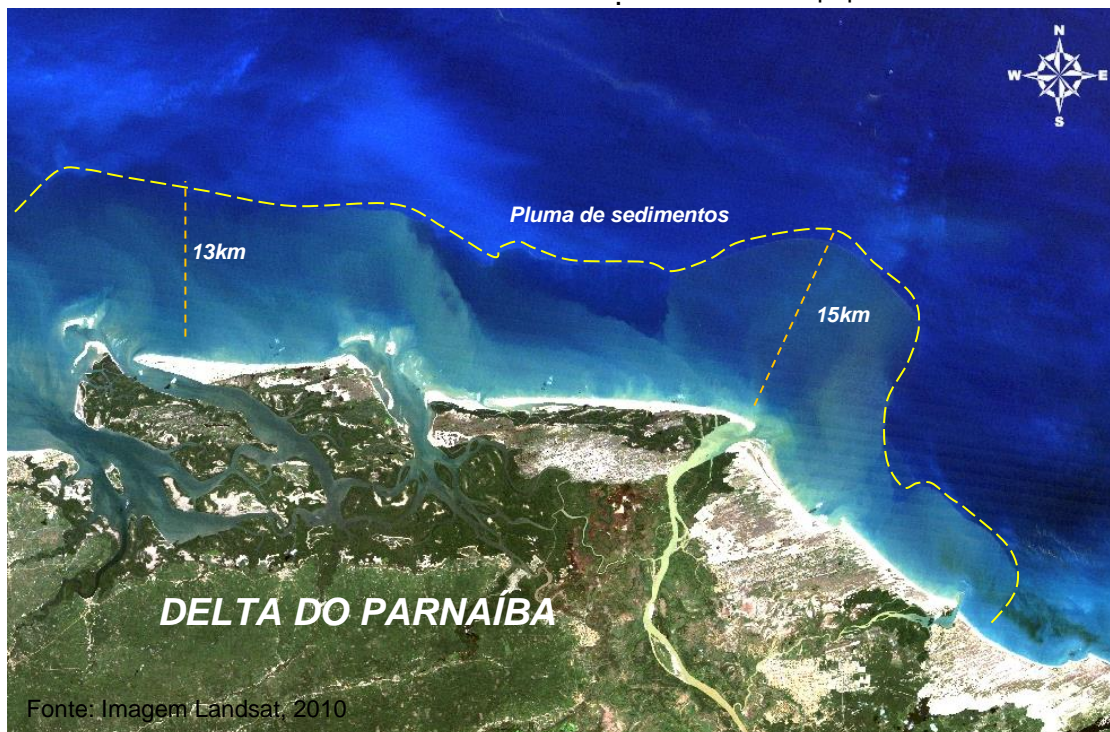 N
W E
S
Pluma de sedimentos
13km
15km
DELTA DO PARNAÍBA
Fonte: Imagem Landsat, 2010